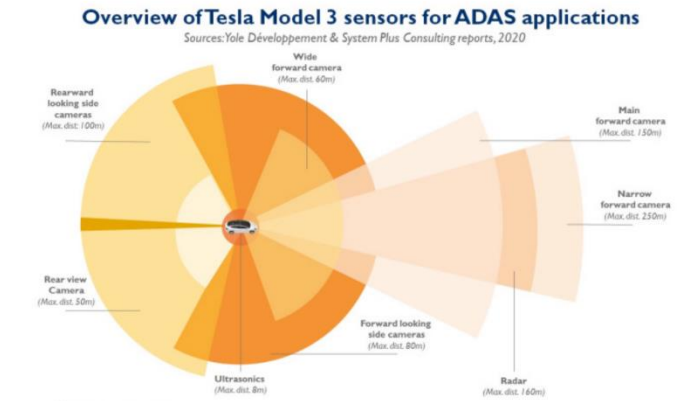 Overview of Tesla Model 3 sensors for ADAS applications
Sources: Yole Développement & System Plus Consulting reports, 2020
Wide
forward camera
(Max. dist. 60m)
Rearward
looking side
cameras
(Max. dist. 100m)
Main
forward camera
(Max. dist. 150m)
Narrow
forward camera
(Max. dist. 250m)
Rear view
Camera
(Max. dist. 50m)
Forward looking
side cameras
(Max. dist. 80m)
Ultrasonics
(Max. dist. 8m)
Radar
(Max. dist. 160m)